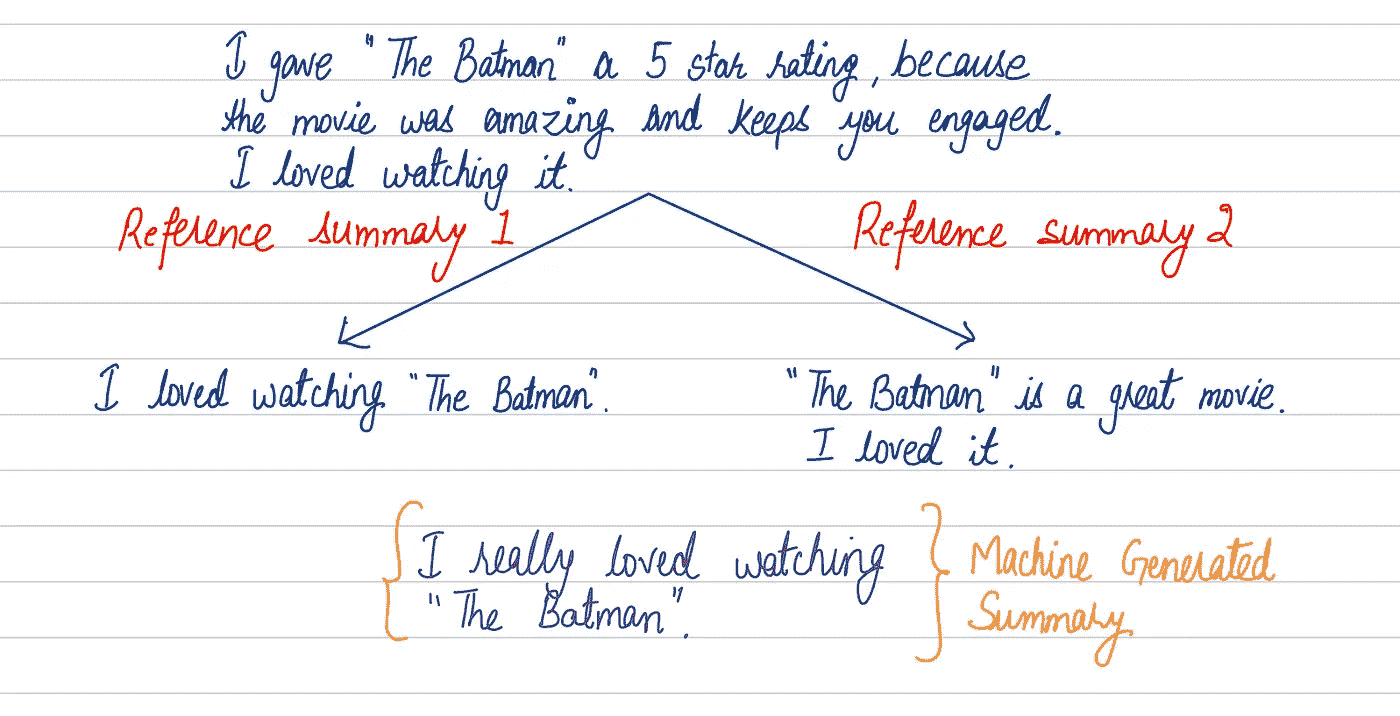 I gave "The Batman" a 5 star rating, because
the movie was amazing and keeps you engaged.
I loved watching it.
Reference summary 1
Reference summary 2
I loved watching "The Batman".
"The Batman" is a great movie.
I loved it.
I really loved watching
"The Batman".
Machine Generated
Summary